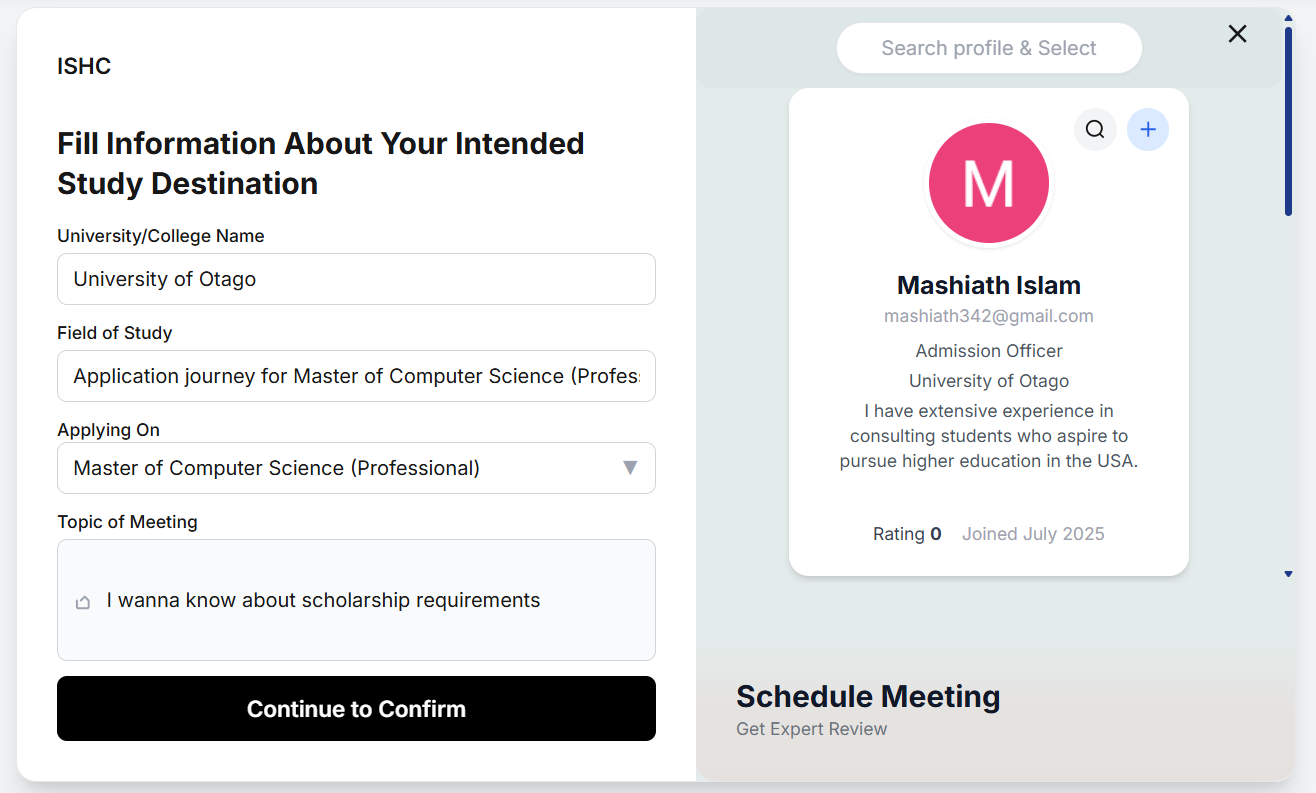 ISHC
Fill Information About Your Intended
Study Destination
University/College Name
University of Otago
Field of Study
Application journey for Master of Computer Science (Profes
Applying On
Master of Computer Science (Professional)
Topic of Meeting
I wanna know about scholarship requirements
Continue to Confirm
Search profile & Select
M
Mashiath Islam
mashiath342@gmail.com
Admission Officer
University of Otago
I have extensive experience in
consulting students who aspire to
pursue higher education in the USA.
Rating 0 Joined July 2025
Schedule Meeting
Get Expert Review